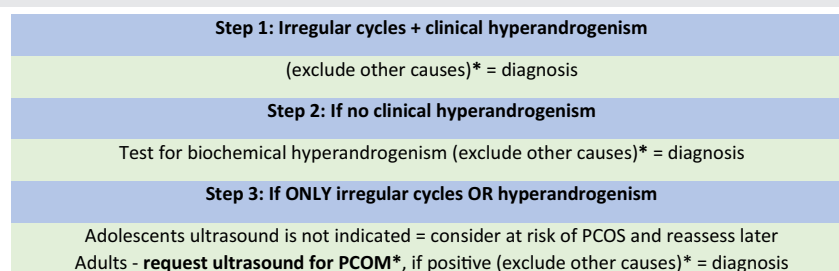 Step 1: Irregular cycles + clinical hyperandrogenism
(exclude other causes)* = diagnosis
Step 2: If no clinical hyperandrogenism
Test for biochemical hyperandrogenism (exclude other causes)* = diagnosis
Step 3: If ONLY irregular cycles OR hyperandrogenism
Adolescents ultrasound is not indicated = consider at risk of PCOS and reassess later
Adults - request ultrasound for PCOM*, if positive (exclude other causes)* = diagnosis